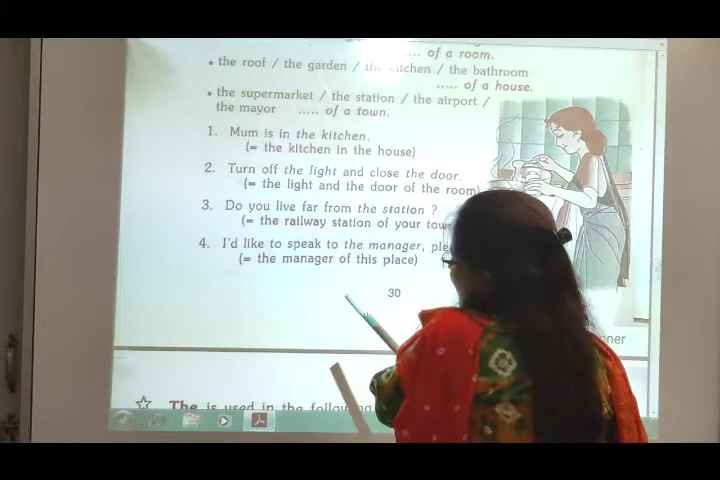 ..... of a room.
• the roof / the garden / the kitchen / the bathroom
..... of a house.
• the supermarket / the station / the airport /
the mayor ..... of a town.
1. Mum is in the kitchen.
(= the kitchen in the house)
2. Turn off the light and close the door.
(= the light and the door of the room)
3. Do you live far from the station ?
(= the railway station of your
4. I'd like to speak to the manager,
(= the manager of this place)
30
☆ The is used in the following